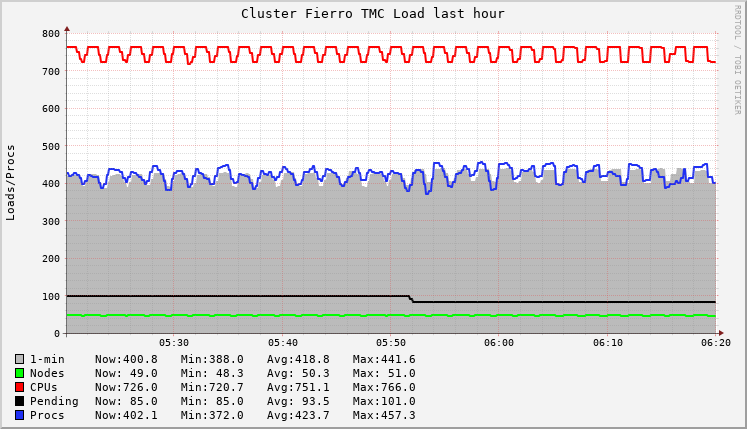 Cluster Fierro TMC Load last hour
RRDTOOL / TOBI OETIKER
Loads/Procs
800
700
600
500
400
300
200
100
0
05:30 05:40 05:50 06:00 06:10 06:20
1-min Now:400.8 Min:388.0 Avg:418.8 Max:441.6
Nodes Now: 49.0 Min: 48.3 Avg: 50.3 Max: 51.0
CPUs Now:726.0 Min:720.7 Avg:751.1 Max:766.0
Pending Now: 85.0 Min: 85.0 Avg: 93.5 Max:101.0
Procs Now:402.1 Min:372.0 Avg:423.7 Max:457.3